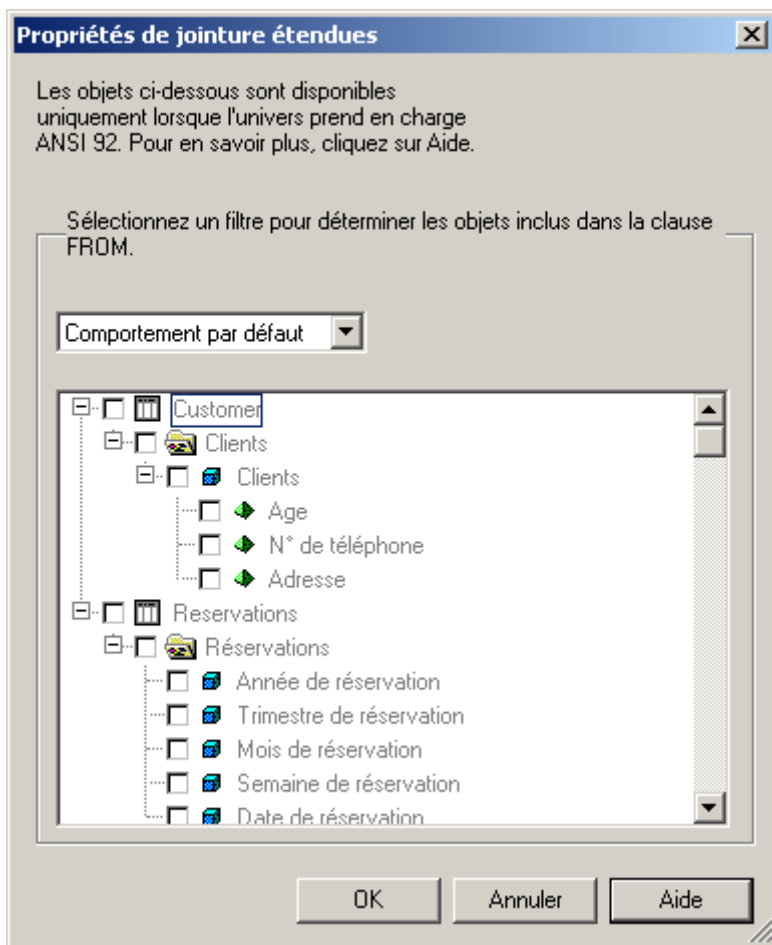 Propriétés de jointure étendues
Les objets ci-dessous sont disponibles
uniquement lorsque l'univers prend en charge
ANSI 92. Pour en savoir plus, cliquez sur Aide.
Sélectionnez un filtre pour déterminer les objets inclus dans la clause
FROM.
Comportement par défaut
Customer
Clients
Clients
Age
N° de téléphone
Adresse
Reservations
Réservations
Année de réservation
Trimestre de réservation
Mois de réservation
Semaine de réservation
Date de réservation
OK
Annuler
Aide